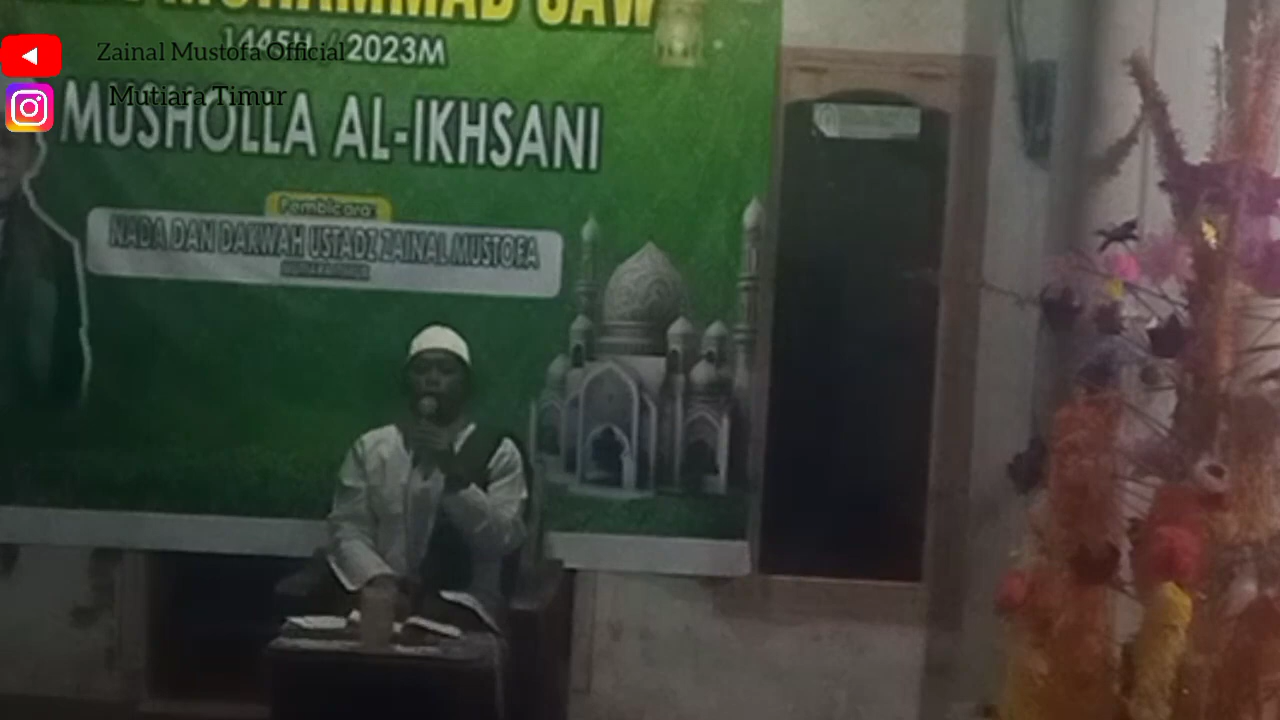 MUHAMMAD SAW
1445H / 2023M
Zainal Mustofa Official
Mutiara Timur
MUSHOLLA AL-IKHSANI
Pembicara:
NADA DAN DAKWAH USTADZ ZAINAL MUSTOFA